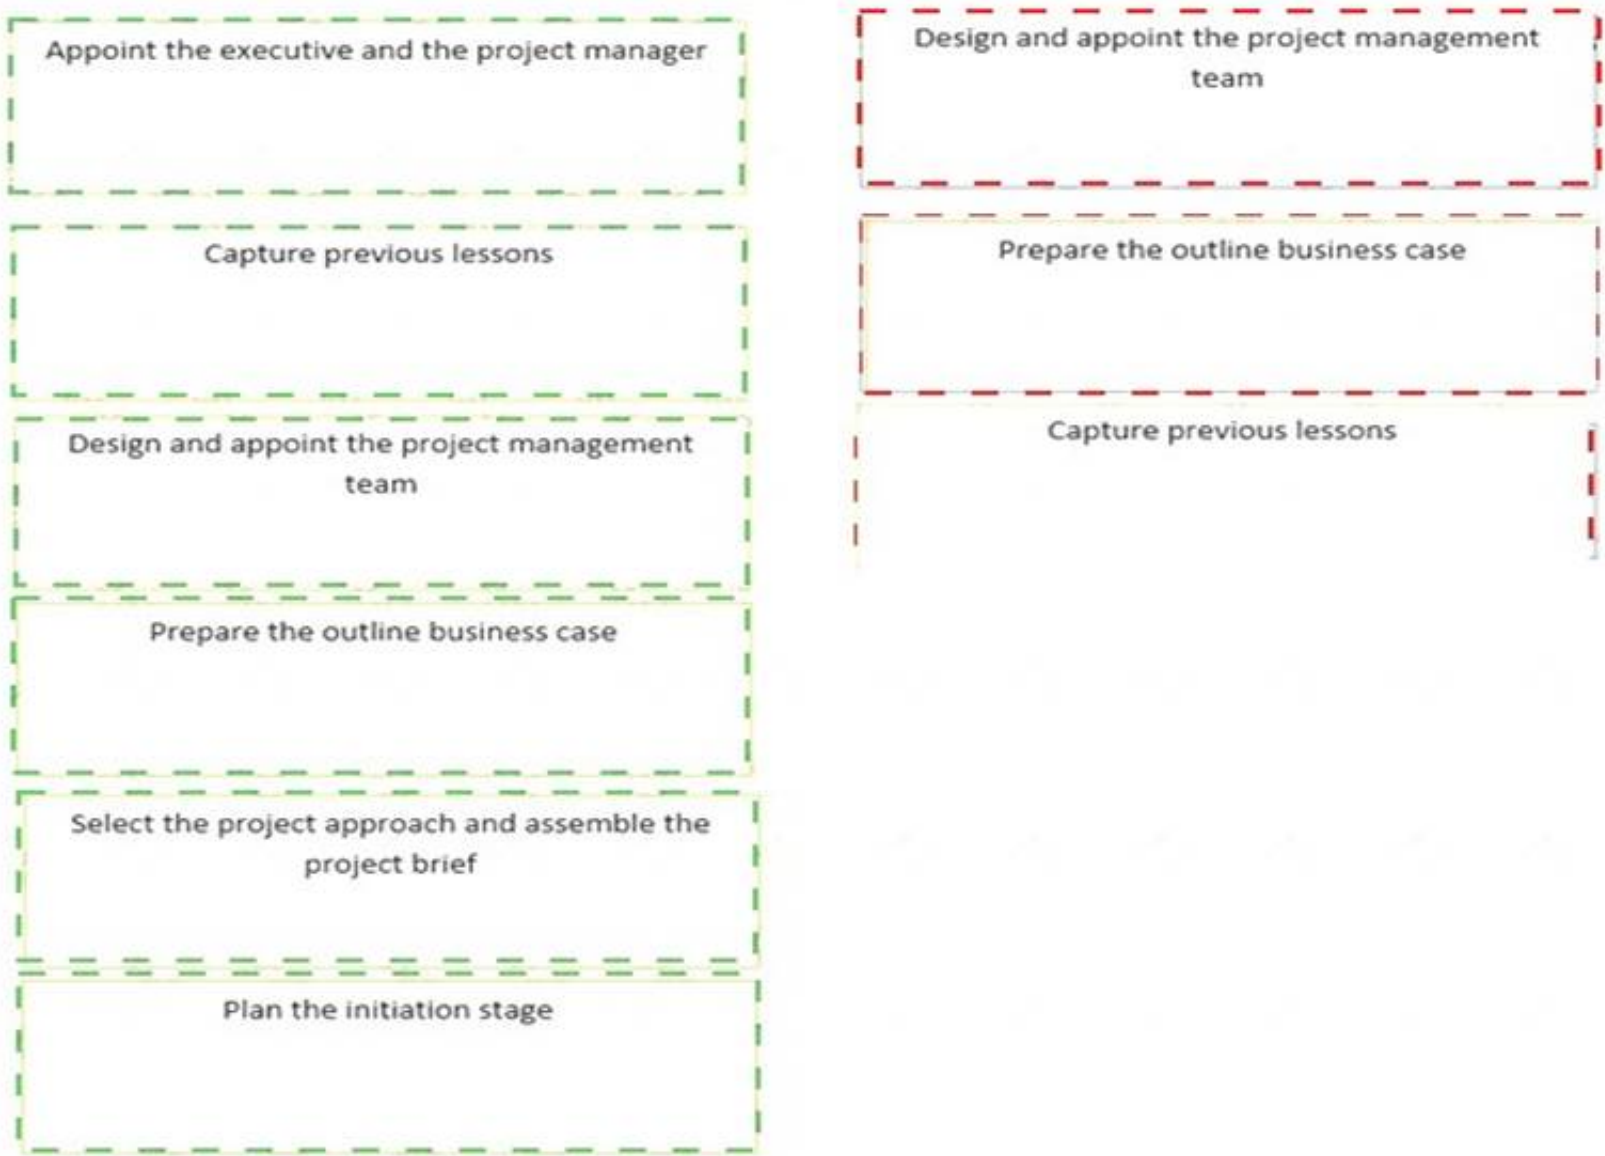 Appoint the executive and the project manager
Capture previous lessons
Design and appoint the project management
team
Prepare the outline business case
Select the project approach and assemble the
project brief
Plan the initiation stage
Design and appoint the project management
team
Prepare the outline business case
Capture previous lessons